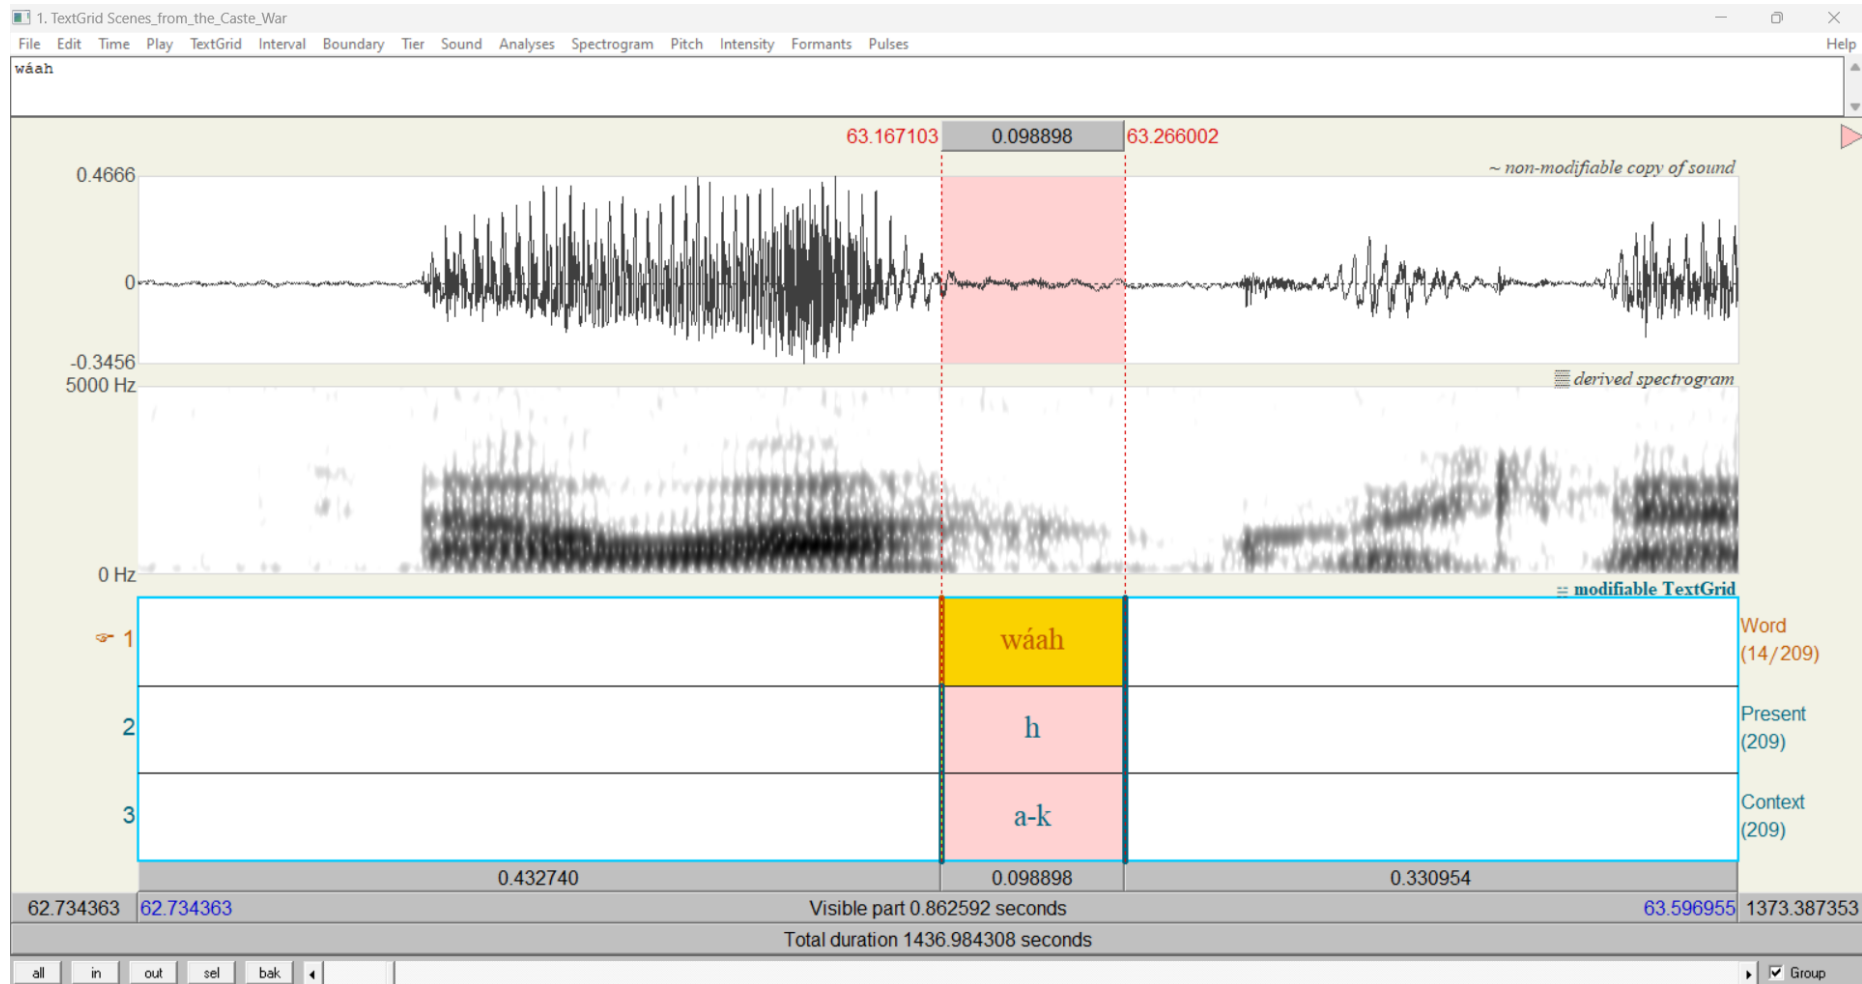 1. TextGrid Scenes_from_the_Caste_War
File Edit Time Play TextGrid Interval Boundary Tier Sound Analyses Spectrogram Pitch Intensity Formants Pulses Help
wáah
63.167103 0.098898 63.266002
~ non-modifiable copy of sound
0.4666
0
-0.3456
5000 Hz
derived spectrogram
0 Hz
modifiable TextGrid
1 wáah Word
(14/209)
2 h Present
(209)
3 a-k Context
(209)
0.432740 0.098898 0.330954
62.734363 62.734363 Visible part 0.862592 seconds 63.596955 1373.387353
Total duration 1436.984308 seconds
all in out sel bak Group